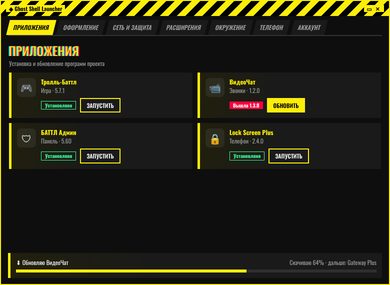 Ghost Shell Launcher
ПРИЛОЖЕНИЯ ОФОРМЛЕНИЕ СЕТЬ И ЗАЩИТА РАСШИРЕНИЯ ОКРУЖЕНИЕ ТЕЛЕФОН АККАУНТ
ПРИЛОЖЕНИЯ
Установка и обновление программ проекта
Тролль-Баттл
Игра · 5.7.1
Установлено ЗАПУСТИТЬ
ВидеоЧат
Звонки · 1.2.0
Вышла 1.3.0 ОБНОВИТЬ
БАТТЛ Админ
Панель · 5.60
Установлено ЗАПУСТИТЬ
Lock Screen Plus
Телефон · 2.4.0
Установлено ЗАПУСТИТЬ
Обновляю ВидеоЧат
Скачиваю 64% · дальше: Gateway Plus